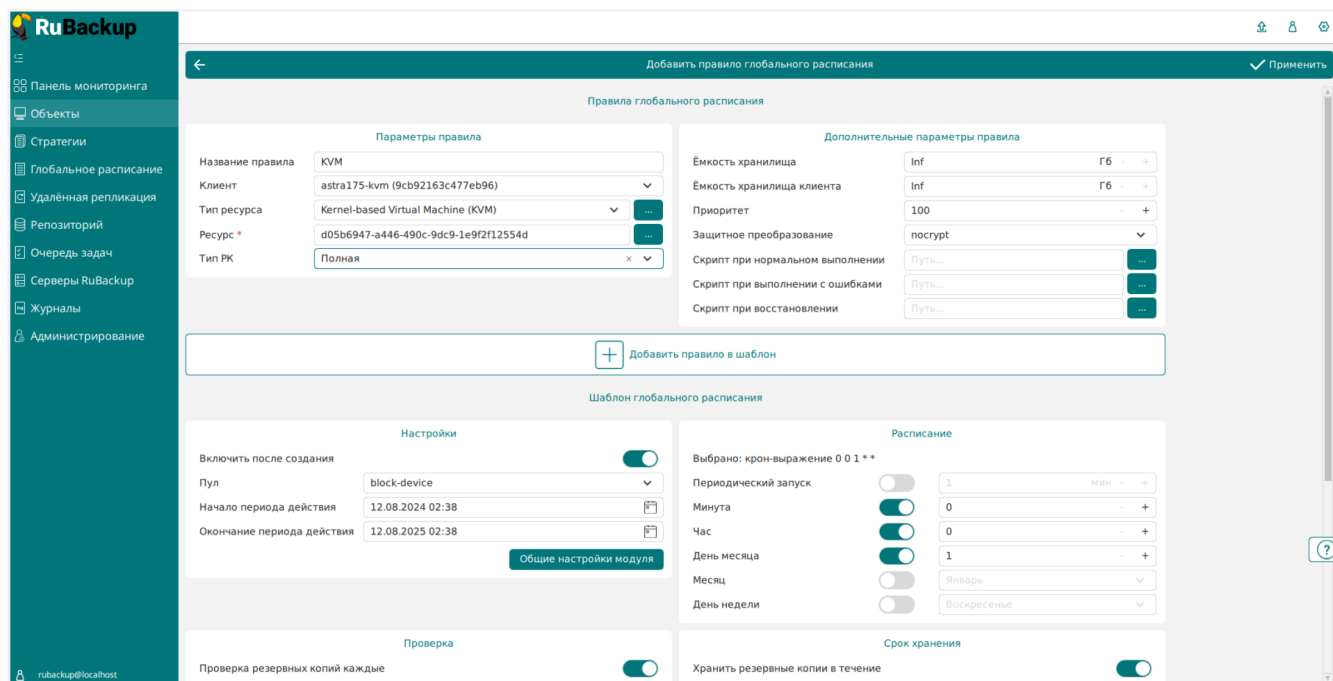 RuBackup
Панель мониторинга
Объекты
Стратегии
Глобальное расписание
Удалённая репликация
Репозиторий
Очередь задач
Серверы RuBackup
Журналы
Администрирование
rubackup@localhost
Добавить правило глобального расписания
Применить
Правила глобального расписания
Параметры правила
Название правила KVM
Клиент astra175-kvm (9cb92163c477eb96)
Тип ресурса Kernel-based Virtual Machine (KVM) ...
Ресурс * d05b6947-a446-490c-9dc9-1e9f2f12554d ...
Тип РК Полная
Дополнительные параметры правила
Ёмкость хранилища Inf Гб - +
Ёмкость хранилища клиента Inf Гб - +
Приоритет 100 - +
Защитное преобразование nocrypt
Скрипт при нормальном выполнении Путь... ...
Скрипт при выполнении с ошибками Путь... ...
Скрипт при восстановлении Путь... ...
Добавить правило в шаблон
Шаблон глобального расписания
Настройки
Включить после создания
Пул block-device
Начало периода действия 12.08.2024 02:38
Окончание периода действия 12.08.2025 02:38
Общие настройки модуля
Расписание
Выбрано: крон-выражение 0 0 1 * *
Периодический запуск 1 мин - +
Минута 0 - +
Час 0 - +
День месяца 1 - +
Месяц Январь
День недели Воскресенье
Проверка
Проверка резервных копий каждые
Срок хранения
Хранить резервные копии в течение
?